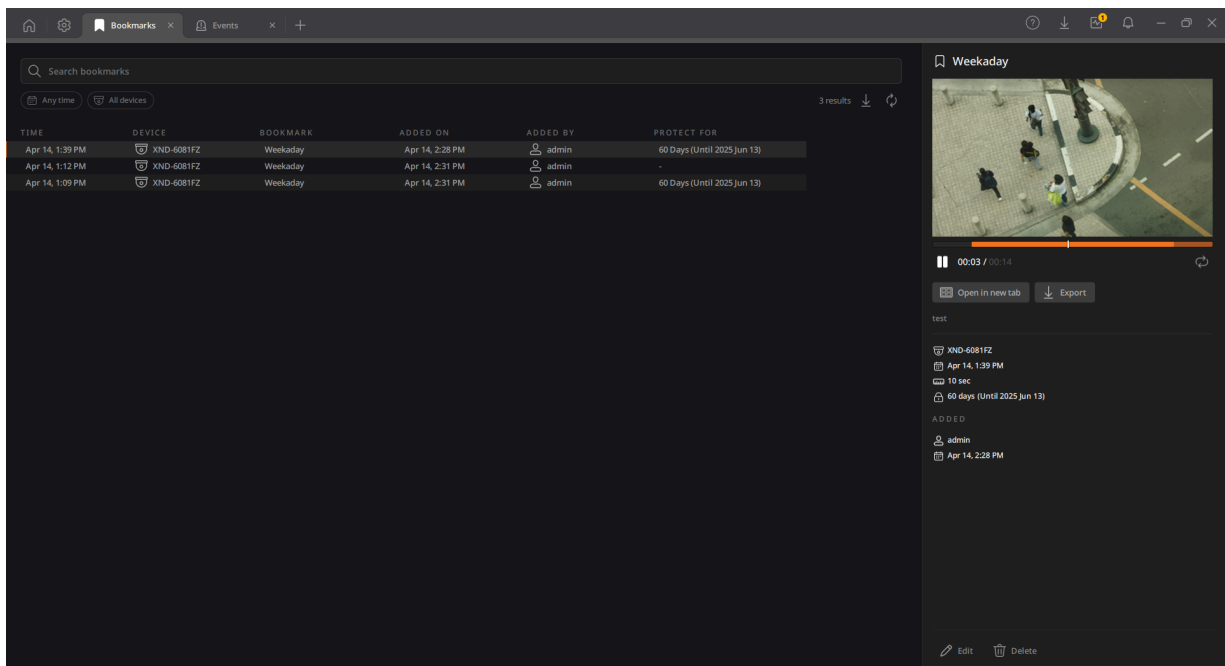 Bookmarks
Events
1
Search bookmarks
Any time All devices
3 results
TIME DEVICE BOOKMARK ADDED ON ADDED BY PROTECT FOR
Apr 14, 1:39 PM XND-6081FZ Weekaday Apr 14, 2:28 PM admin 60 Days (Until 2025 Jun 13)
Apr 14, 1:12 PM XND-6081FZ Weekaday Apr 14, 2:31 PM admin -
Apr 14, 1:09 PM XND-6081FZ Weekaday Apr 14, 2:31 PM admin 60 Days (Until 2025 Jun 13)
Weekaday
00:03 / 00:14
Open in new tab Export
test
XND-6081FZ
Apr 14, 1:39 PM
10 sec
60 days (Until 2025 Jun 13)
ADDED
admin
Apr 14, 2:28 PM
Edit Delete